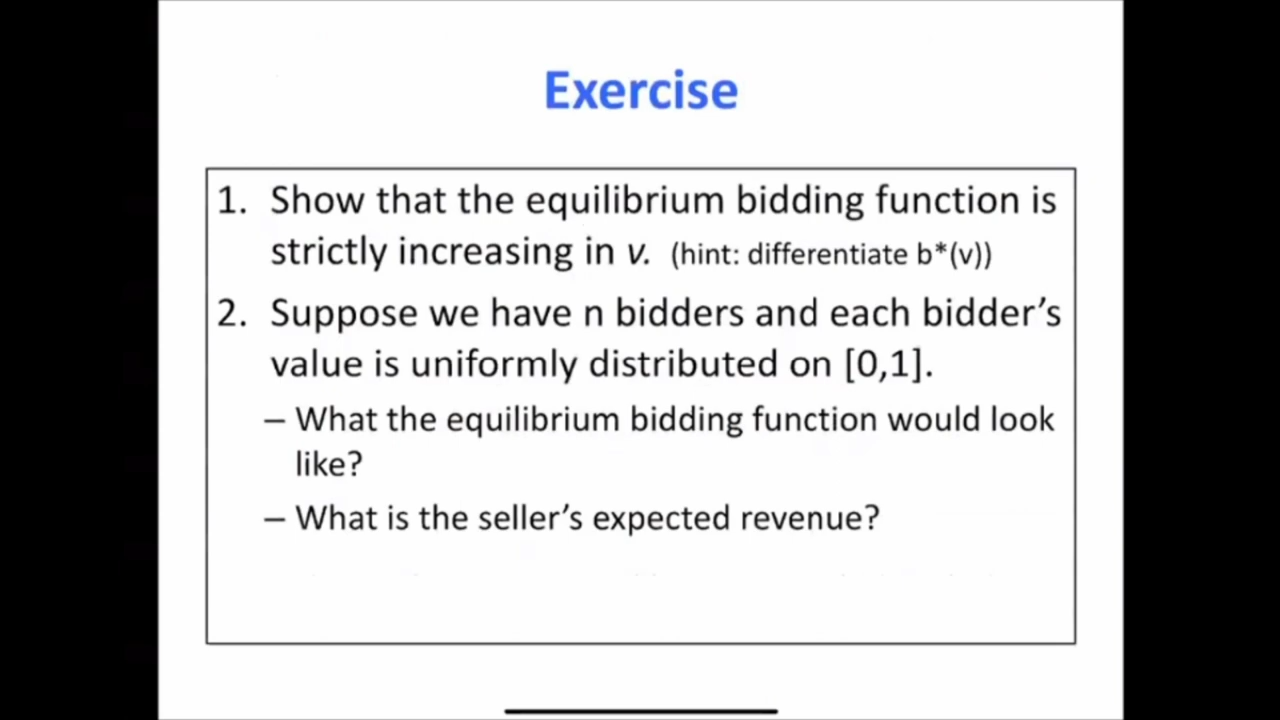 Exercise
1. Show that the equilibrium bidding function is
strictly increasing in v. (hint: differentiate b*(v))
2. Suppose we have n bidders and each bidder's
value is uniformly distributed on [0,1].
– What the equilibrium bidding function would look
like?
– What is the seller's expected revenue?